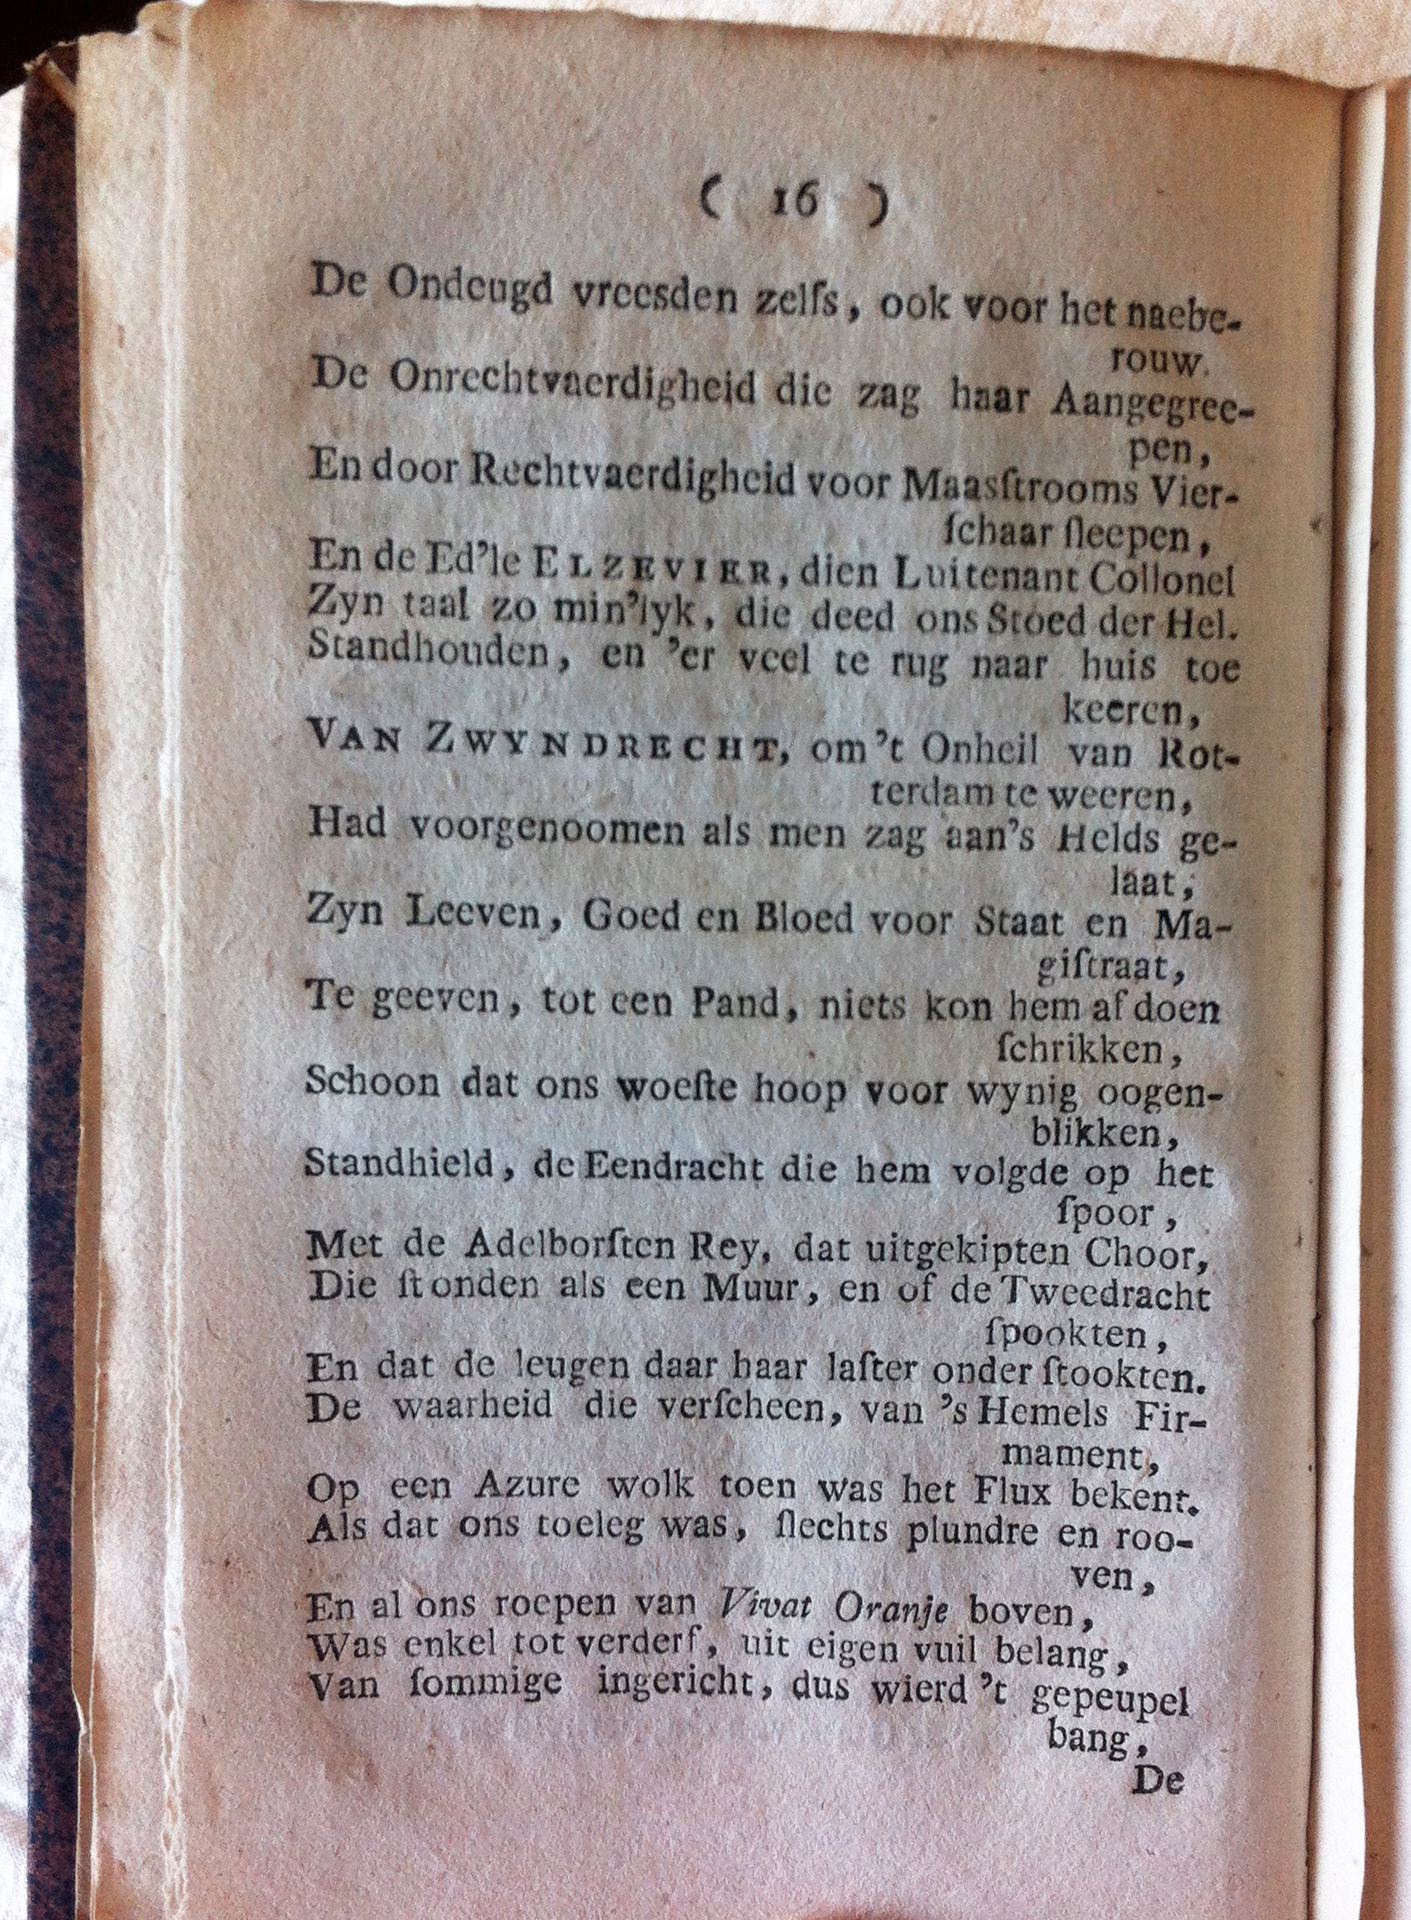 ( 16 )
De Ondeugd vreesden zelfs, ook voor het naebe-
rouw.
De Onrechtvaerdigheid die zag haar Aangegree-
pen,
En door Rechtvaerdigheid voor Maasſtrooms Vier-
ſchaar ſleepen,
En de Ed'le ELZEVIER, dien Luitenant Collonel
Zyn taal zo min'lyk, die deed ons Stoed der Hel.
Standhouden, en 'er veel te rug naar huis toe
keeren,
VAN ZWYNDRECHT, om 't Onheil van Rot-
terdam te weeren,
Had voorgenoomen als men zag aan's Helds ge-
laat,
Zyn Leeven, Goed en Bloed voor Staat en Ma-
giſtraat,
Te geeven, tot een Pand, niets kon hem af doen
ſchrikken,
Schoon dat ons woeſte hoop voor wynig oogen-
blikken,
Standhield, de Eendracht die hem volgde op het
ſpoor,
Met de Adelborſten Rey, dat uitgekipten Choor,
Die ſtonden als een Muur, en of de Tweedracht
ſpookten,
En dat de leugen daar haar laſter onder ſtookten.
De waarheid die verſcheen, van 's Hemels Fir-
mament,
Op een Azure wolk toen was het Flux bekent.
Als dat ons toeleg was, ſlechts plundre en roo-
ven,
En al ons roepen van Vivat Oranje boven,
Was enkel tot verderf, uit eigen vuil belang,
Van ſommige ingericht, dus wierd 't gepeupel
bang,
De